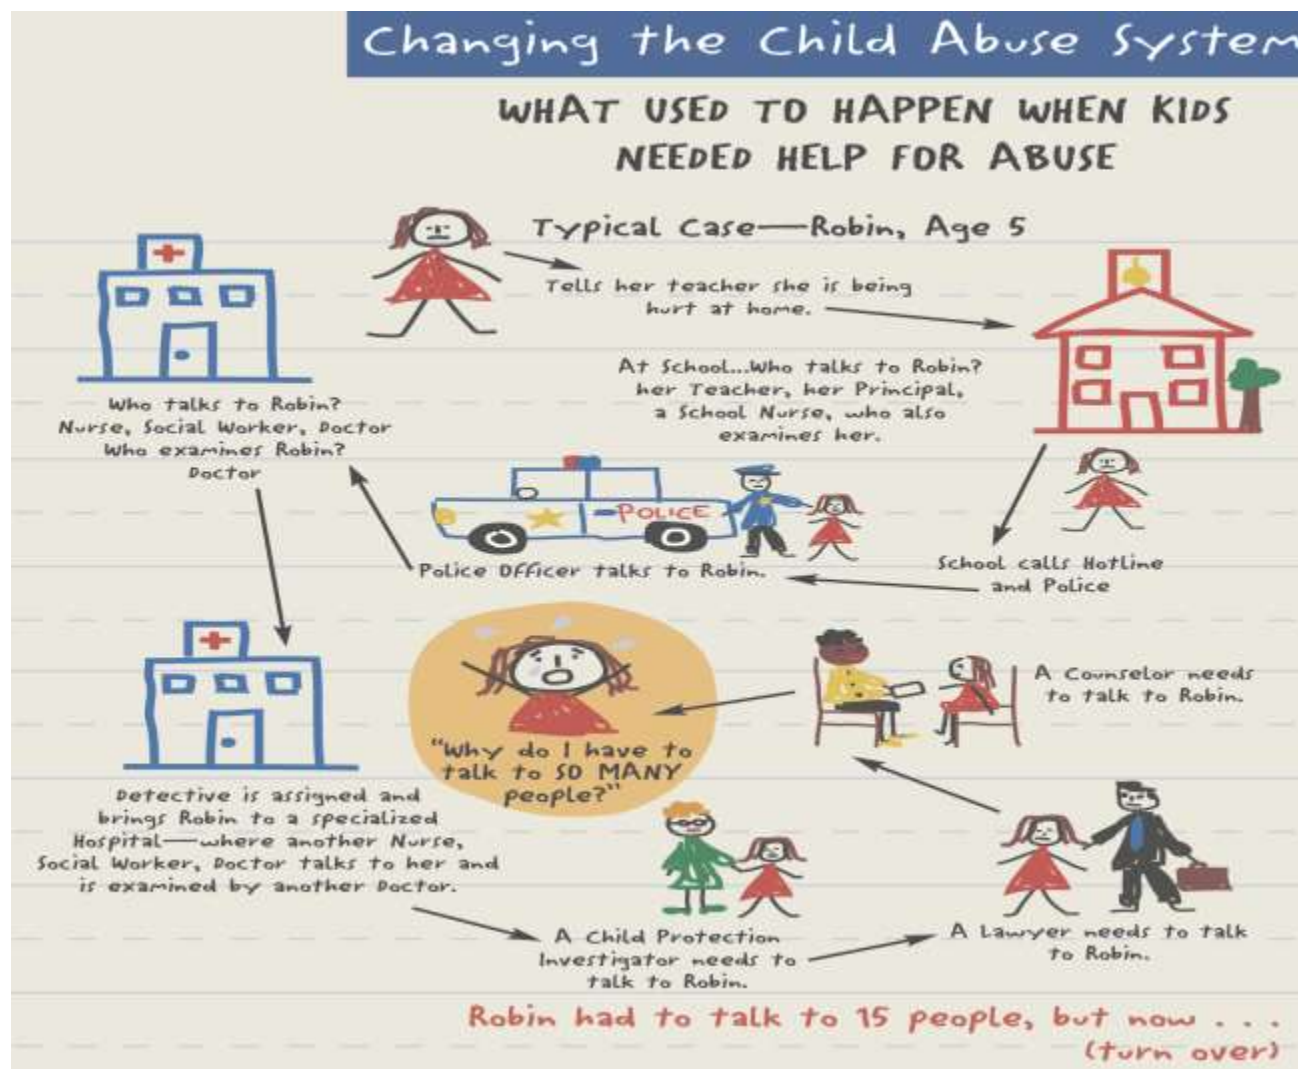 Changing the Child Abuse System
WHAT USED TO HAPPEN WHEN KIDS
NEEDED HELP FOR ABUSE
Typical Case—Robin, Age 5
Tells her teacher she is being
hurt at home.
At School...Who talks to Robin?
her Teacher, her Principal,
a School Nurse, who also
examines her.
School calls Hotline
and Police
POLICE
Police Officer talks to Robin.
Who talks to Robin?
Nurse, Social Worker, Doctor
Who examines Robin?
Doctor
Detective is assigned and
brings Robin to a specialized
Hospital—where another Nurse,
Social Worker, Doctor talks to her and
is examined by another Doctor.
A Child Protection
Investigator needs to
talk to Robin.
A Lawyer needs to talk
to Robin.
A Counselor needs
to talk to Robin.
"Why do I have to
talk to SO MANY
people?"
Robin had to talk to 15 people, but now . . .
(turn over)